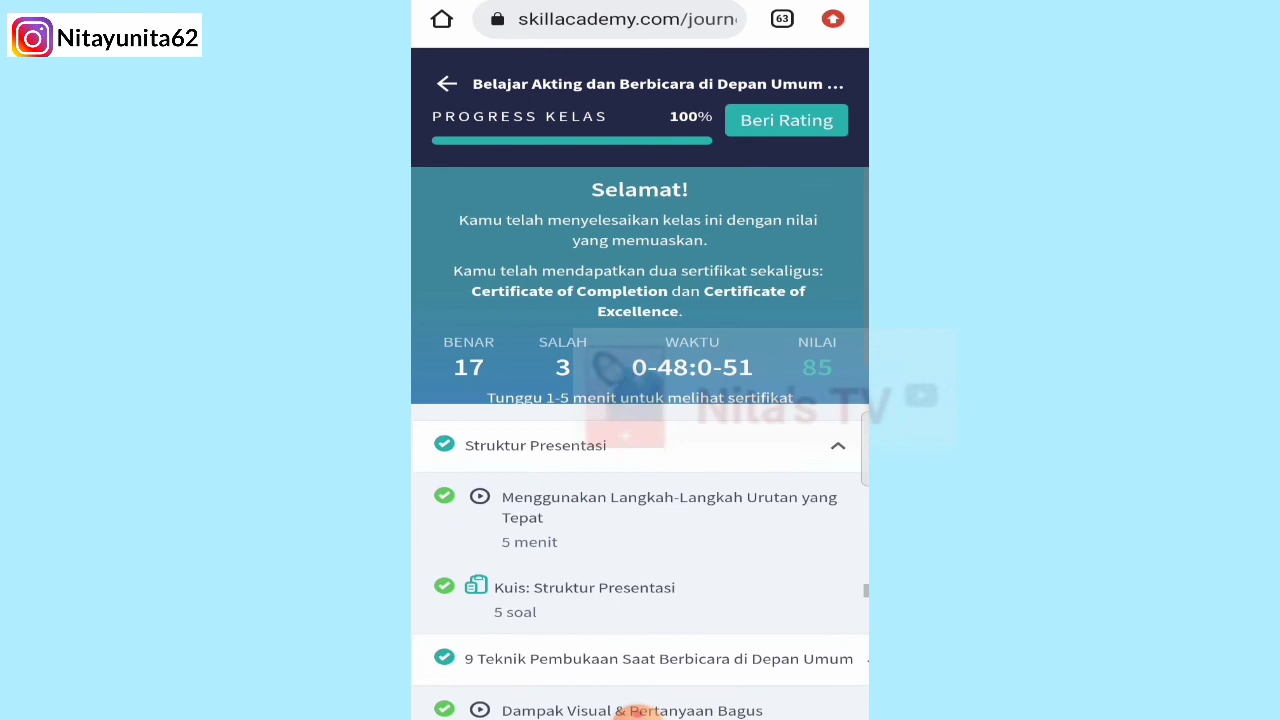 Nitayunita62
skillacademy.com/journ
63
Belajar Akting dan Berbicara di Depan Umum ...
PROGRESS KELAS 100%
Beri Rating
Selamat!
Kamu telah menyelesaikan kelas ini dengan nilai
yang memuaskan.
Kamu telah mendapatkan dua sertifikat sekaligus:
Certificate of Completion dan Certificate of
Excellence.
BENAR SALAH WAKTU NILAI
17 3 0-48:0-51 85
Tunggu 1-5 menit untuk melihat sertifikat
Nita's TV
Struktur Presentasi
Menggunakan Langkah-Langkah Urutan yang
Tepat
5 menit
Kuis: Struktur Presentasi
5 soal
9 Teknik Pembukaan Saat Berbicara di Depan Umum
Dampak Visual & Pertanyaan Bagus